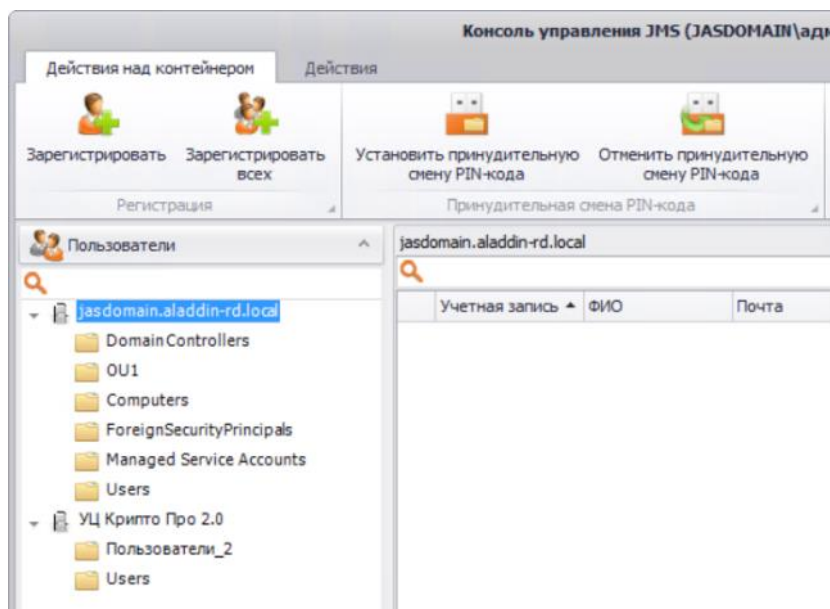 Консоль управления JMS (JASDOMAIN\адм
Действия над контейнером
Действия
Зарегистрировать
Зарегистрировать
всех
Установить принудительную
смену PIN-кода
Отменить принудительную
смену PIN-кода
Регистрация
Принудительная смена PIN-кода
Пользователи
jasdomain.aladdin-rd.local
Учетная запись
ФИО
Почта
jasdomain.aladdin-rd.local
Domain Controllers
OU1
Computers
ForeignSecurityPrincipals
Managed Service Accounts
Users
УЦ Крипто Про 2.0
Пользователи_2
Users